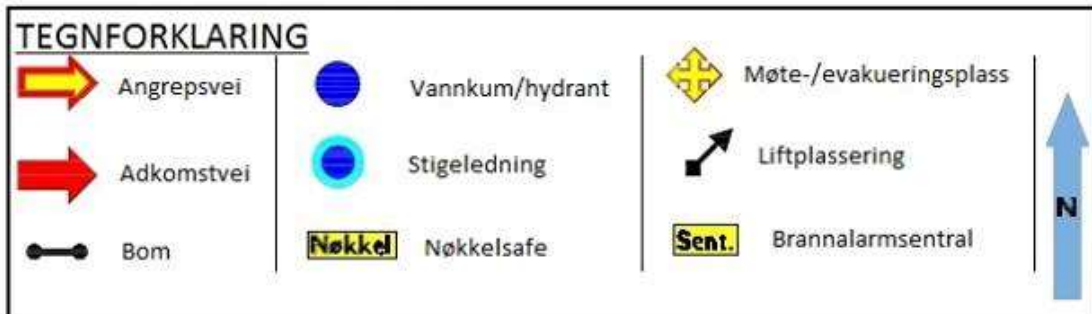 TEGNFORKLARING
Angrepsvei
Adkomstvei
Bom
Vannkum/hydrant
Stigeledning
Nøkkel Nøkkelsafe
Møte-/evakueringsplass
Liftplassering
Sent. Brannalarmsentral
N